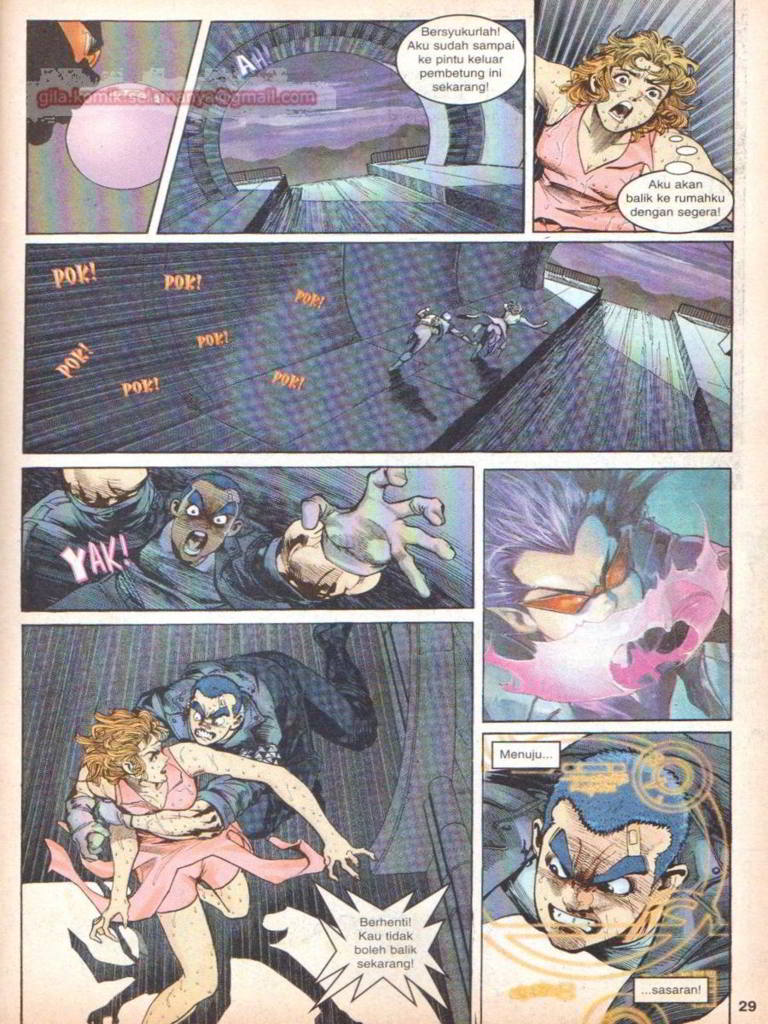 gila.komik.selamanya@gmail.com
AH!
Bersyukurlah!
Aku sudah sampai
ke pintu keluar
pembetung ini
sekarang!
Aku akan
balik ke rumahku
dengan segera!
POK!
POK!
POK!
POK!
POK!
POK!
POK!
YAK!
Berhenti!
Kau tidak
boleh balik
sekarang!
Menuju...
...sasaran!
29